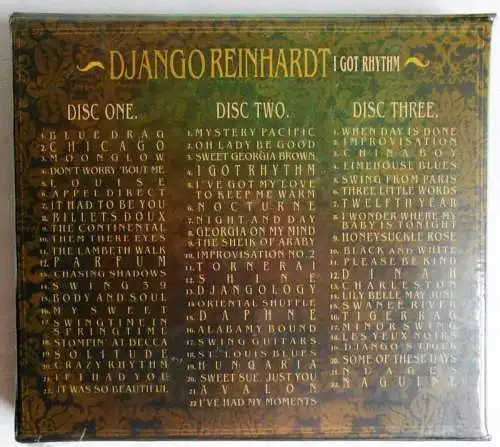 ~DJANGO REINHARDT I GOT RHYTHM~
DISC ONE.
1. BLUE DRAG
2. CHICAGO
3. MOONGLOW
4. DON'T WORRY 'BOUT ME
5. LOUISE
6. APPEL DIRECT
7. IT HAD TO BE YOU
8. BILLETS DOUX
9. THE CONTINENTAL
10. THEM THERE EYES
11. THE LAMBETH WALK
12. PARFUM
13. CHASING SHADOWS
14. SWING 39
15. BODY AND SOUL
16. MY SWEET
17. SWINGTIME IN
SPRINGTIME
18. STOMPIN' AT DECCA
19. SOLITUDE
20. CRAZY RHYTHM
21. IF I HAD YOU
22. IT WAS SO BEAUTIFUL
DISC TWO.
1. MYSTERY PACIFIC
2. OH LADY BE GOOD
3. SWEET GEORGIA BROWN
4. I GOT RHYTHM
5. I'VE GOT MY LOVE
TO KEEP ME WARM
6. NOCTURNE
7. NIGHT AND DAY
8. GEORGIA ON MY MIND
9. THE SHEIK OF ARABY
10. IMPROVISATION NO.2
11. TORNERAI
12. SHINE
13. DJANGOLOGY
14. ORIENTAL SHUFFLE
15. DAPHNE
16. ALABAMY BOUND
17. SWING GUITARS
18. ST. LOUIS BLUES
19. HUNGARIA
20. SWEET SUE, JUST YOU
21. AVALON
22. I'VE HAD MY MOMENTS
DISC THREE.
1. WHEN DAY IS DONE
2. IMPROVISATION
3. CHINA BOY
4. LIMEHOUSE BLUES
5. SWING FROM PARIS
6. THREE LITTLE WORDS
7. TWELFTH YEAR
8. I WONDER WHERE MY
BABY IS TONIGHT
9. HONEYSUCKLE ROSE
10. BLACK AND WHITE
11. PLEASE BE KIND
12. DINAH
13. CHARLESTON
14. LILY BELLE MAY JUNE
15. SWANEE RIVER
16. TIGER RAG
17. MINOR SWING
18. LES YEUX NOIRS
19. DJANGO'S TIGER
20. SOME OF THESE DAYS
21. NUAGES
22. NAGUINE